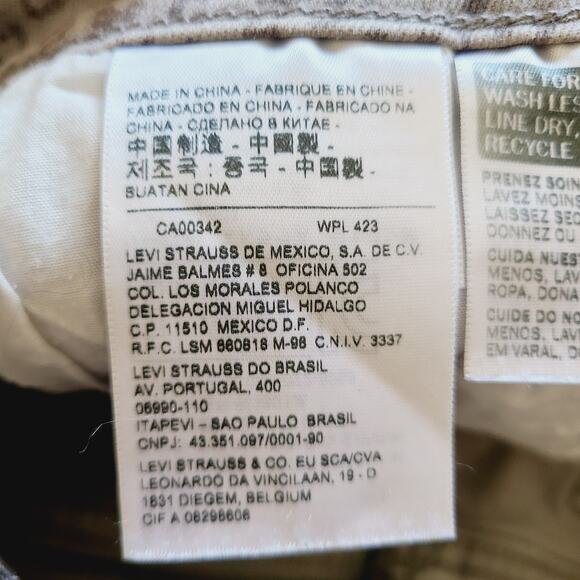 MADE IN CHINA - FABRIQUE EN CHINE -
FABRICADO EN CHINA - FABRICADO NA
CHINA - СДЕЛАНО В КИТАЕ -
中国制造 - 中國製 -
제조국 : 중국 - 中國製 -
BUATAN CINA
CA00342 WPL 423
LEVI STRAUSS DE MEXICO, S.A. DE C.V.
JAIME BALMES # 8 OFICINA 502
COL. LOS MORALES POLANCO
DELEGACION MIGUEL HIDALGO
C.P. 11510 MEXICO D.F.
R.F.C. LSM 860818 M-98 C.N.I.V. 3337
LEVI STRAUSS DO BRASIL
AV. PORTUGAL, 400
06990-110
ITAPEVI - SAO PAULO BRASIL
CNPJ: 43.351.097/0001-90
LEVI STRAUSS & CO. EU SCA/CVA
LEONARDO DA VINCILAAN, 19 - D
1831 DIEGEM, BELGIUM
CIF A 08298606
CARE FOR
WASH LES
LINE DRY
RECYCLE
PRENEZ SOIN
LAVEZ MOINS
LAISSEZ SEC
DONNEZ OU
CUIDA NUES
MENOS, LAV
ROPA, DONA
CUIDE DO NO
MENOS, LAV
EM VARAL, D